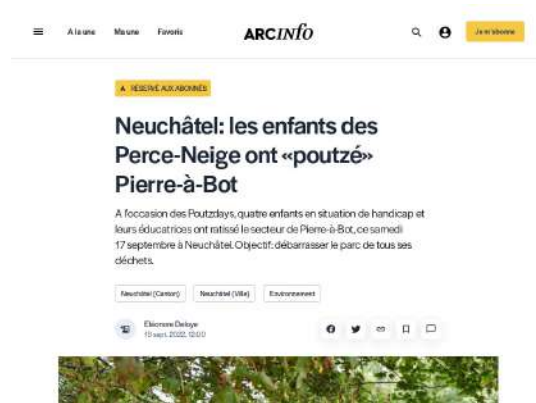 A la une Ma une Favoris ARCINFO Je m'abonne
RÉSERVÉ AUX ABONNÉS
Neuchâtel: les enfants des
Perce-Neige ont «poutzé»
Pierre-à-Bot
A l'occasion des Poutzdays, quatre enfants en situation de handicap et
leurs éducatrices ont ratissé le secteur de Pierre-à-Bot, ce samedi
17 septembre à Neuchâtel. Objectif: débarrasser le parc de tous ses
déchets.
Neuchâtel (Canton) Neuchâtel (Ville) Environnement
Eléonore Deloye
19 sept. 2022, 12:00